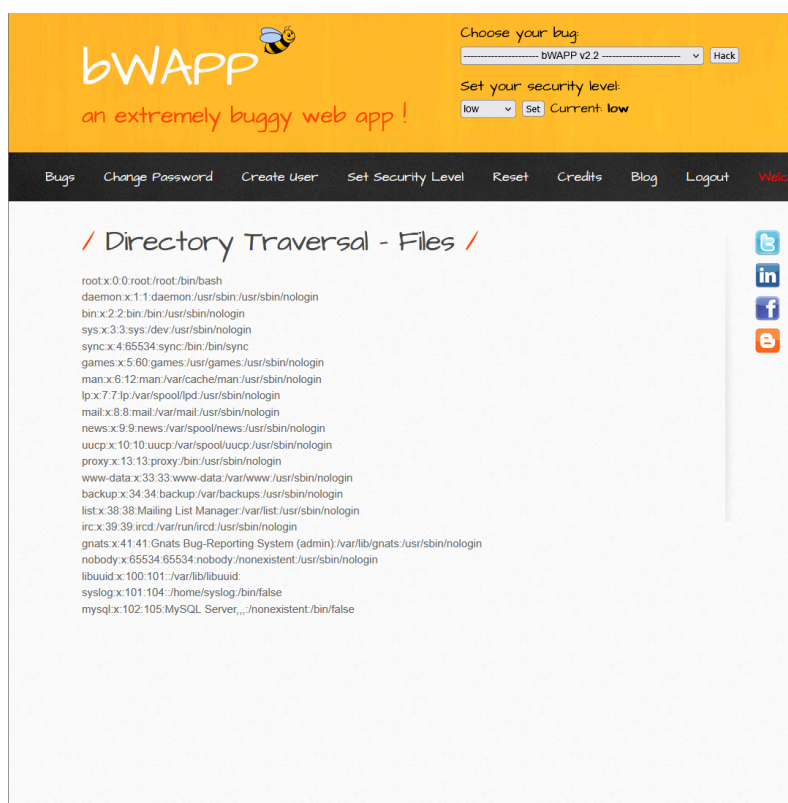 bWAPP
an extremely buggy web app !
Choose your bug:
---------------------- bWAPP v2.2 ----------------------- Hack
Set your security level:
low Set Current: low
Bugs Change Password Create User Set Security Level Reset Credits Blog Logout Welc
/ Directory Traversal - Files /
root:x:0:0:root:/root:/bin/bash
daemon:x:1:1:daemon:/usr/sbin:/usr/sbin/nologin
bin:x:2:2:bin:/bin:/usr/sbin/nologin
sys:x:3:3:sys:/dev:/usr/sbin/nologin
sync:x:4:65534:sync:/bin:/bin/sync
games:x:5:60:games:/usr/games:/usr/sbin/nologin
man:x:6:12:man:/var/cache/man:/usr/sbin/nologin
lp:x:7:7:lp:/var/spool/lpd:/usr/sbin/nologin
mail:x:8:8:mail:/var/mail:/usr/sbin/nologin
news:x:9:9:news:/var/spool/news:/usr/sbin/nologin
uucp:x:10:10:uucp:/var/spool/uucp:/usr/sbin/nologin
proxy:x:13:13:proxy:/bin:/usr/sbin/nologin
www-data:x:33:33:www-data:/var/www:/usr/sbin/nologin
backup:x:34:34:backup:/var/backups:/usr/sbin/nologin
list:x:38:38:Mailing List Manager:/var/list:/usr/sbin/nologin
irc:x:39:39:ircd:/var/run/ircd:/usr/sbin/nologin
gnats:x:41:41:Gnats Bug-Reporting System (admin):/var/lib/gnats:/usr/sbin/nologin
nobody:x:65534:65534:nobody:/nonexistent:/usr/sbin/nologin
libuuid:x:100:101::/var/lib/libuuid:
syslog:x:101:104::/home/syslog:/bin/false
mysql:x:102:105:MySQL Server,,,:/nonexistent:/bin/false